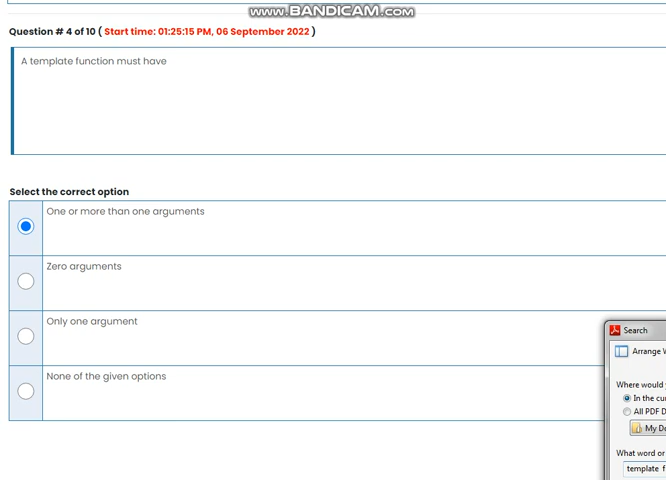 www.BANDICAM.com
Question # 4 of 10 ( Start time: 01:25:15 PM, 06 September 2022 )
A template function must have
Select the correct option
One or more than one arguments
Zero arguments
Only one argument
None of the given options
Search
Arrange
Where would
In the
All PDF
My
What word or
template